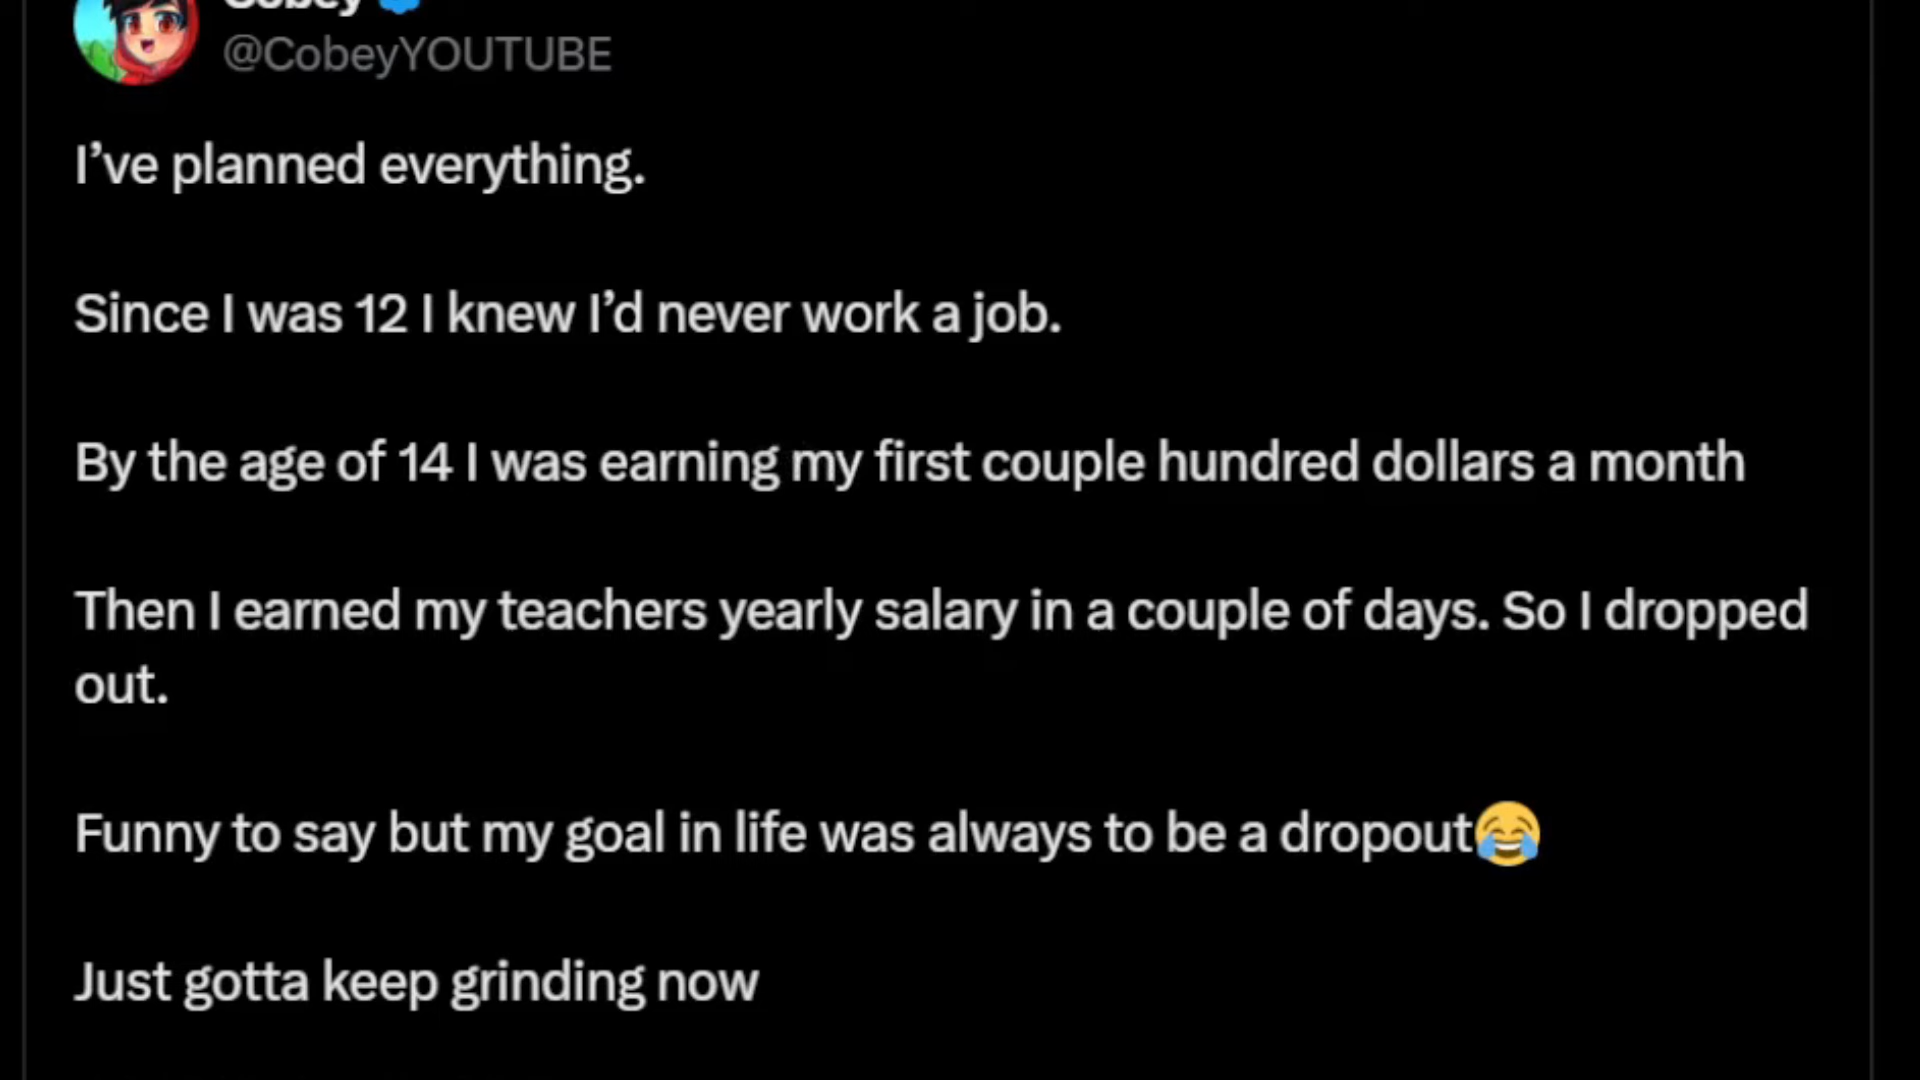 Cobey
@CobeyYOUTUBE
I’ve planned everything.
Since I was 12 I knew I’d never work a job.
By the age of 14 I was earning my first couple hundred dollars a month
Then I earned my teachers yearly salary in a couple of days. So I dropped
out.
Funny to say but my goal in life was always to be a dropout😂
Just gotta keep grinding now